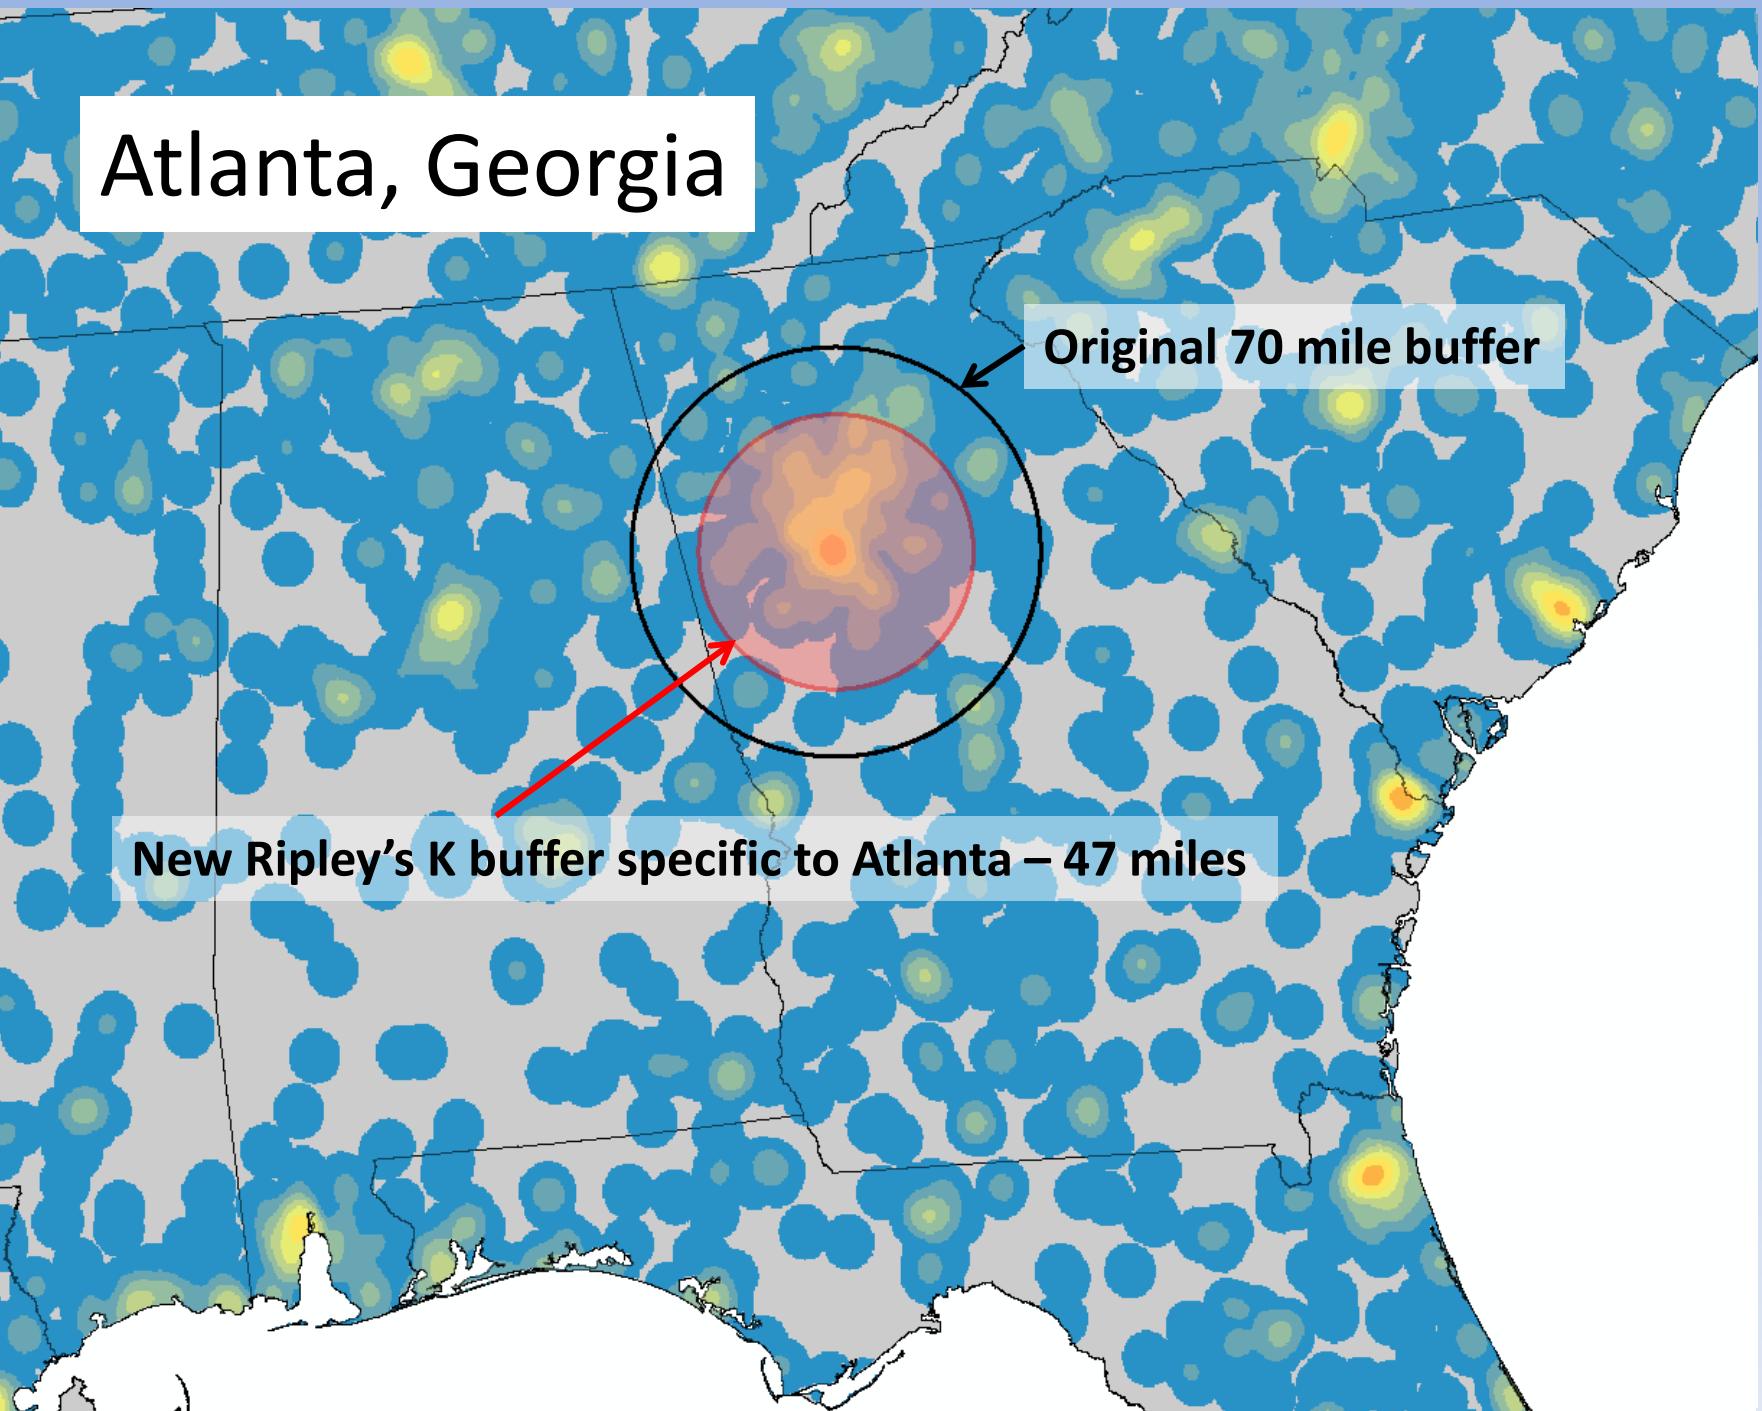 Atlanta, Georgia
Original 70 mile buffer
New Ripley’s K buffer specific to Atlanta – 47 miles